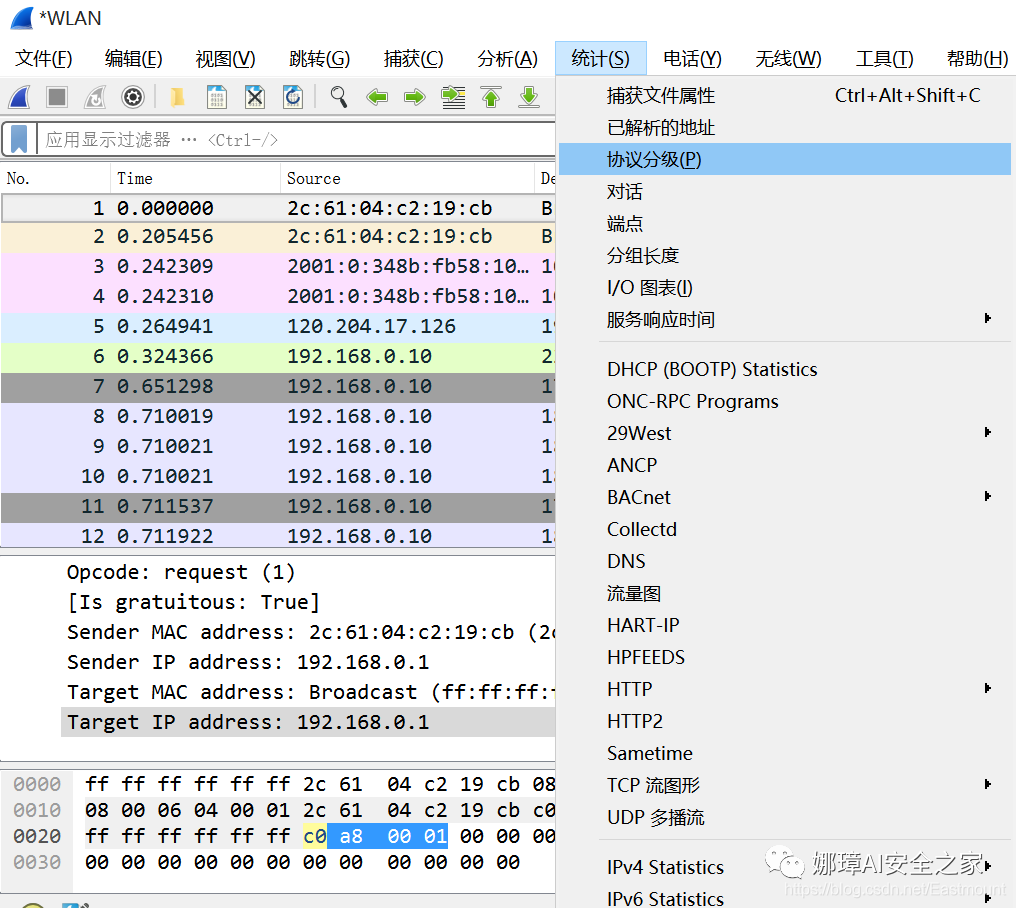 *WLAN
文件(F) 编辑(E) 视图(V) 跳转(G) 捕获(C) 分析(A) 统计(S) 电话(Y) 无线(W) 工具(T) 帮助(H)
应用显示过滤器 … <Ctrl-/>
No. Time Source De
1 0.000000 2c:61:04:c2:19:cb B
2 0.205456 2c:61:04:c2:19:cb B
3 0.242309 2001:0:348b:fb58:10… 10
4 0.242310 2001:0:348b:fb58:10… 10
5 0.264941 120.204.17.126 19
6 0.324366 192.168.0.10 2
7 0.651298 192.168.0.10 17
8 0.710019 192.168.0.10 18
9 0.710021 192.168.0.10 18
10 0.710021 192.168.0.10 18
11 0.711537 192.168.0.10 17
12 0.711922 192.168.0.10 18
Opcode: request (1)
[Is gratuitous: True]
Sender MAC address: 2c:61:04:c2:19:cb (2c
Sender IP address: 192.168.0.1
Target MAC address: Broadcast (ff:ff:ff:
Target IP address: 192.168.0.1
0000 ff ff ff ff ff ff 2c 61 04 c2 19 cb 08
0010 08 00 06 04 00 01 2c 61 04 c2 19 cb c0
0020 ff ff ff ff ff ff c0 a8 00 01 00 00 00
0030 00 00 00 00 00 00 00 00 00 00 00 00
捕获文件属性 Ctrl+Alt+Shift+C
已解析的地址
协议分级(P)
对话
端点
分组长度
I/O 图表(I)
服务响应时间
DHCP (BOOTP) Statistics
ONC-RPC Programs
29West
ANCP
BACnet
Collectd
DNS
流量图
HART-IP
HPFEEDS
HTTP
HTTP2
Sametime
TCP 流图形
UDP 多播流
IPv4 Statistics
IPv6 Statistics
娜璋AI安全之家
https://blog.csdn.net/Eastmount